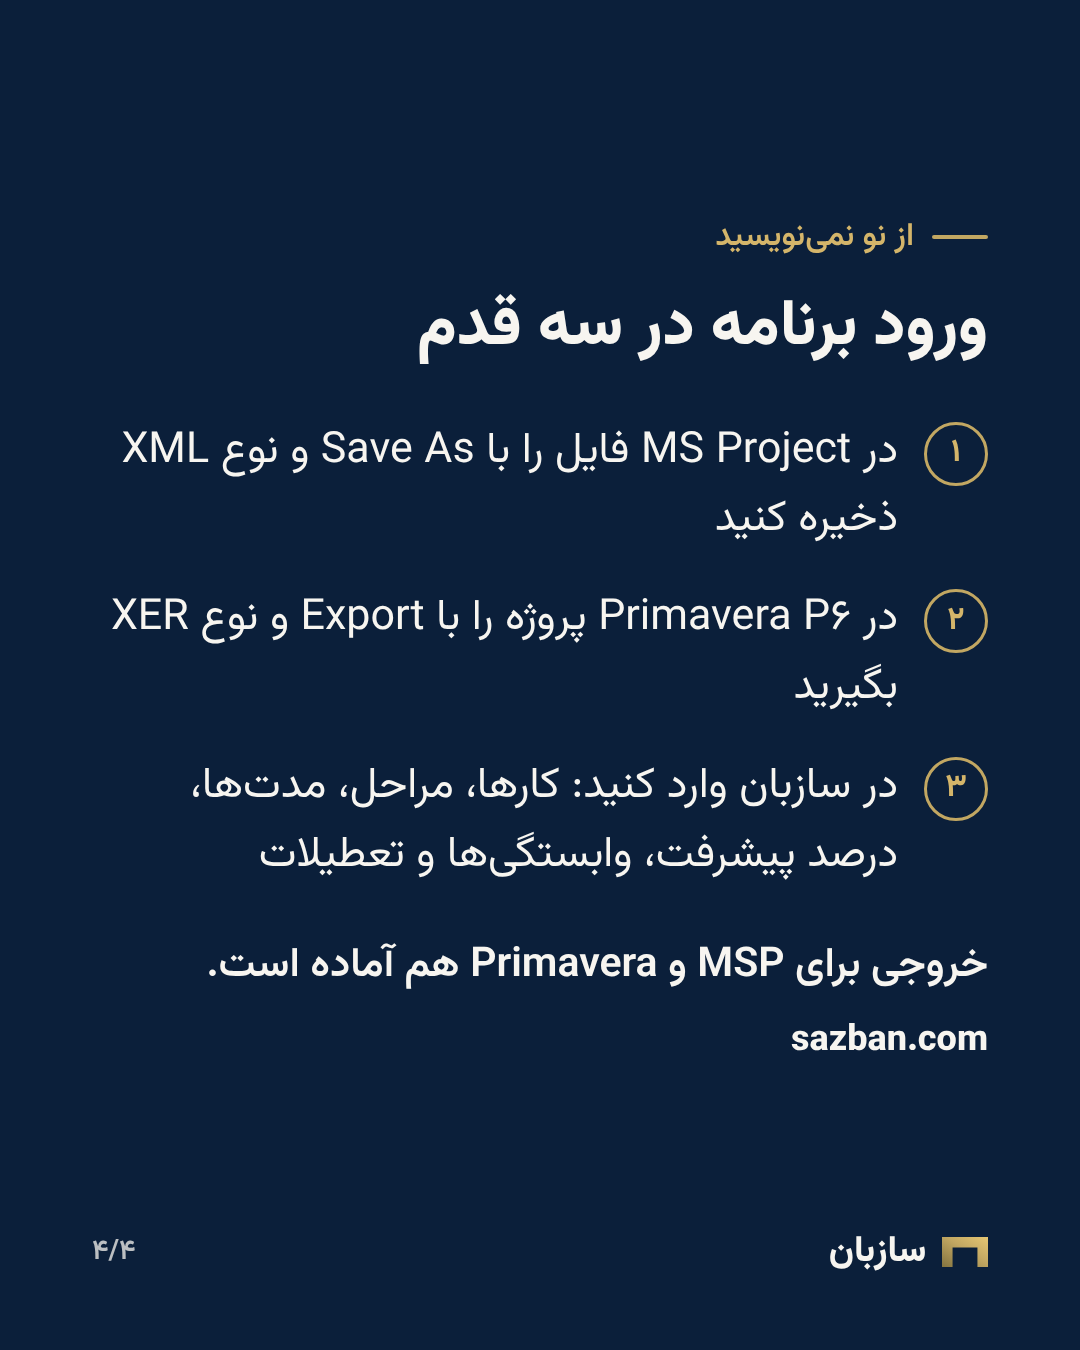 از نو نمی‌نویسید
ورود برنامه در سه قدم
۱
در MS Project فایل را با Save As و نوع XML
ذخیره کنید
۲
در Primavera P۶ پروژه را با Export و نوع XER
بگیرید
۳
در سازبان وارد کنید: کارها، مراحل، مدت‌ها،
درصد پیشرفت، وابستگی‌ها و تعطیلات
خروجی برای MSP و Primavera هم آماده است.
sazban.com
سازبان
۴/۴